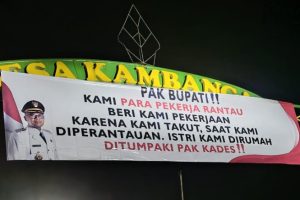 ESA KAMBANGA
PAK BUPATI!!
KAMI PARA PEKERJA RANTAU
BERI KAMI PEKERJAAN
KARENA KAMI TAKUT, SAAT KAMI
DIPERANTAUAN. ISTRI KAMI DIRUMAH
DITUMPAKI PAK KADES!!